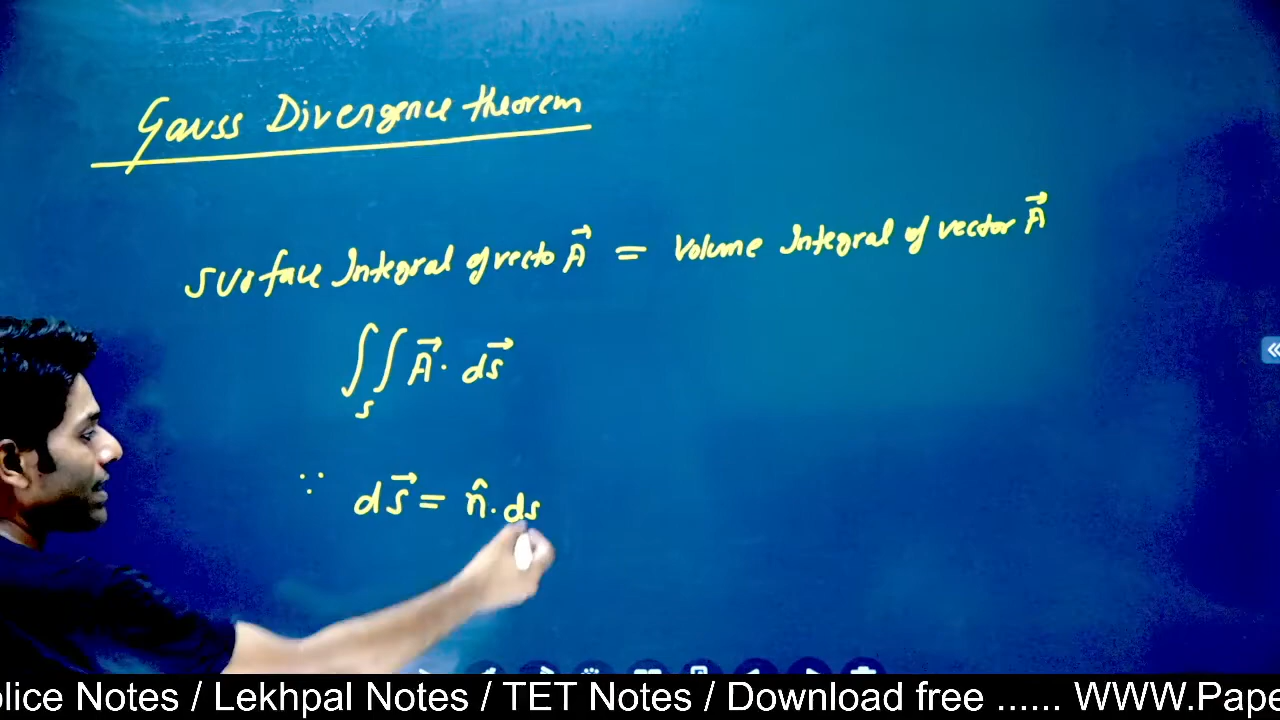 Gauss Divergence theorem
Surface Integral of vecto A⃗ = Volume Integral of vector A⃗
∬ₛ A⃗ · ds⃗
∵ ds⃗ = n̂ · ds
olice Notes / Lekhpal Notes / TET Notes / Download free ...... WWW.Pape